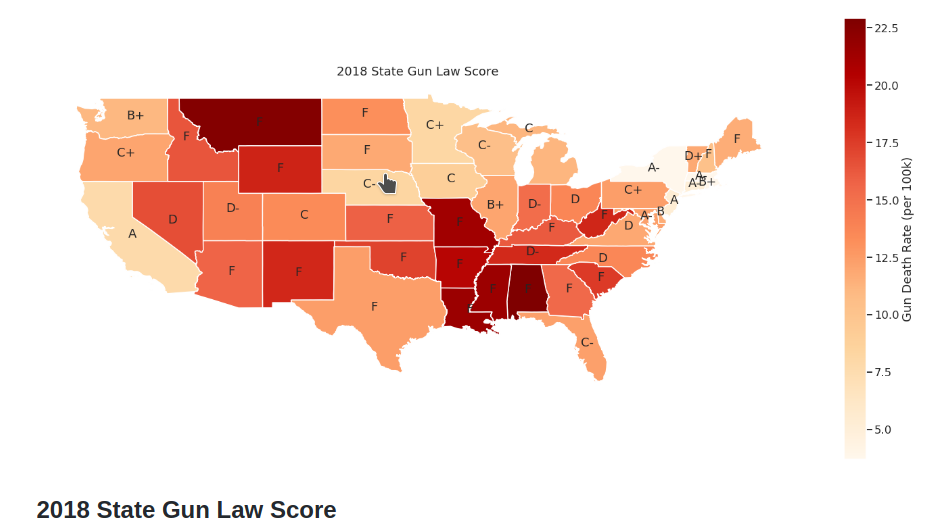 2018 State Gun Law Score
22.5
20.0
17.5
15.0
12.5
10.0
7.5
5.0
Gun Death Rate (per 100k)
B+ F F F C+ C- C
C+ F F C- C A- D+ F F
A D D- C F F B+ D- D C+ A- A A- B+
F F F F F F D- F F A- B D
F F F F F D F
C-
2018 State Gun Law Score